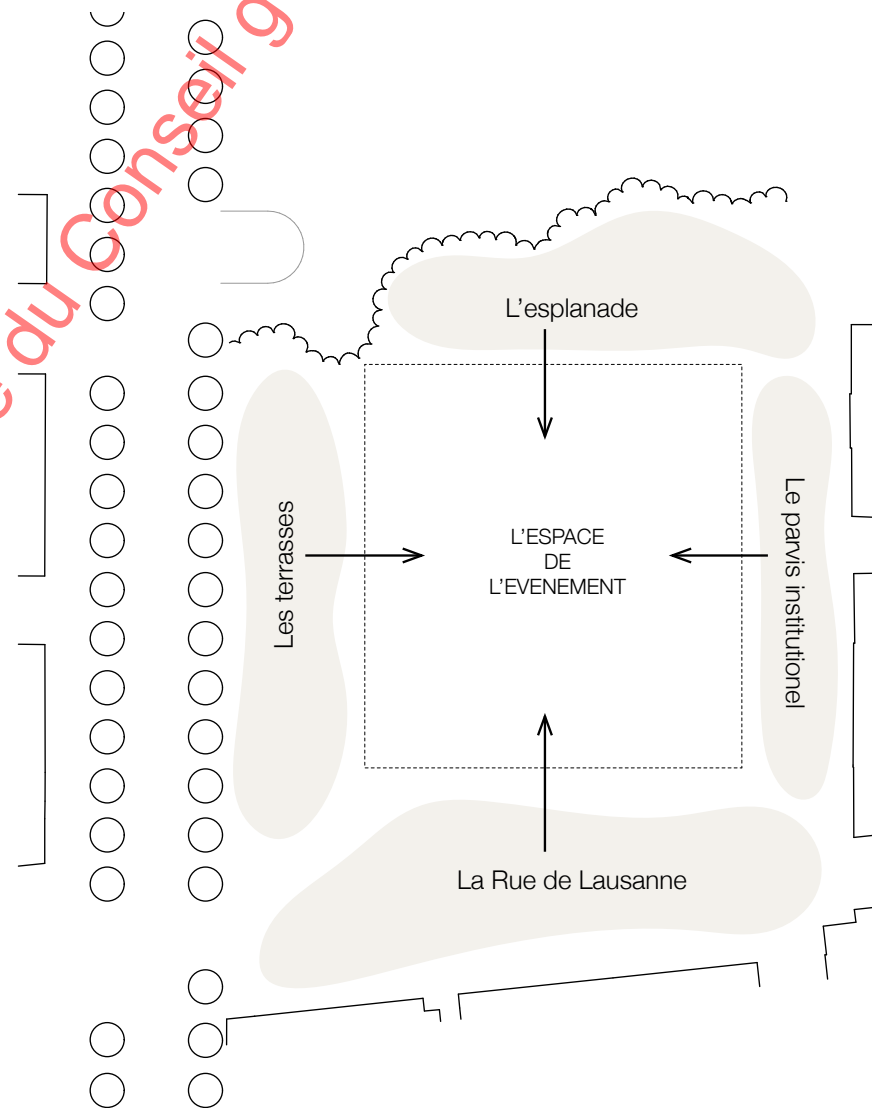 e du Conseil g
L'esplanade
Les terrasses
L'ESPACE
DE
L'EVENEMENT
Le parvis institutionel
La Rue de Lausanne